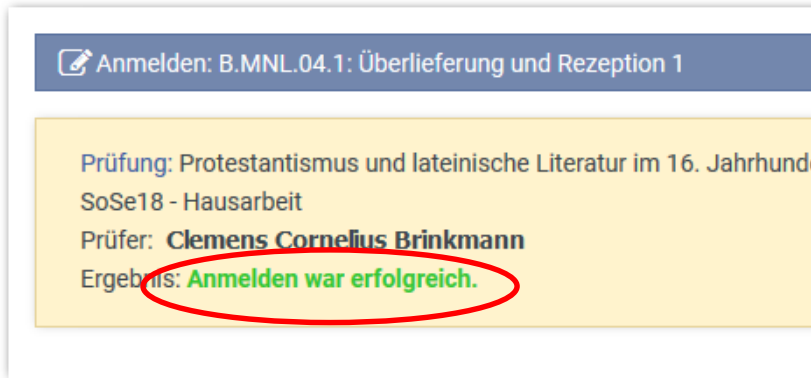 Anmelden: B.MNL.04.1: Überlieferung und Rezeption 1
Prüfung: Protestantismus und lateinische Literatur im 16.
SoSe18 - Hausarbeit
Prüfer: Clemens Cornelius Brinkmann
Ergebnis: Anmelden war erfolgreich.